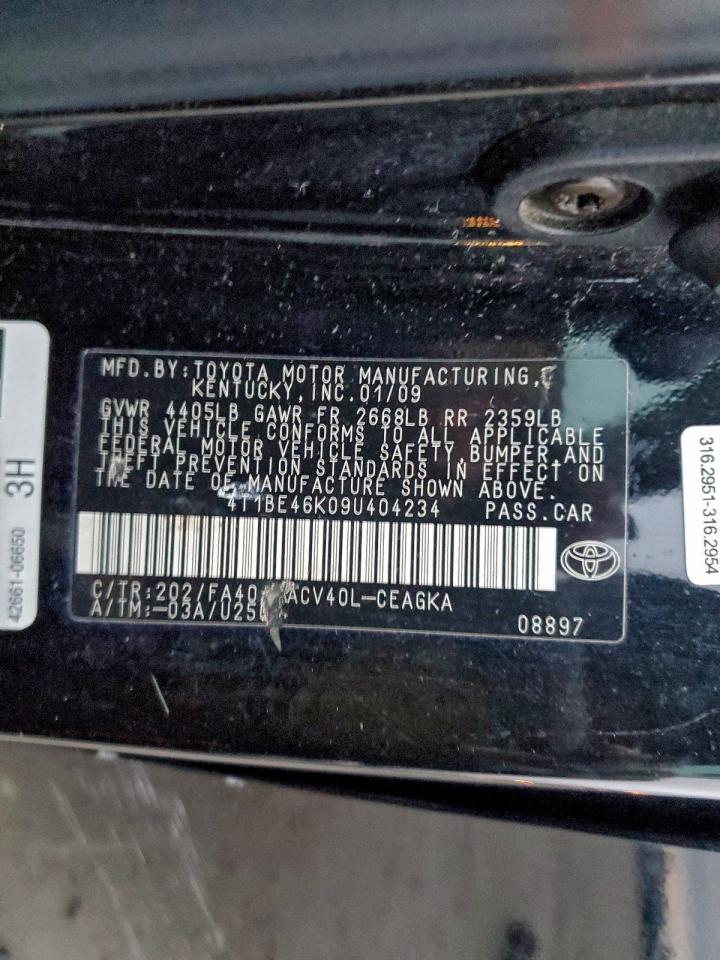 MFD.BY:TOYOTA MOTOR MANUFACTURING,
KENTUCKY,INC.01/09
GVWR 4405LB GAWR FR 2668LB RR 2359LB
THIS VEHICLE CONFORMS TO ALL APPLICABLE
FEDERAL MOTOR VEHICLE SAFETY,BUMPER,AND
THEFT PREVENTION STANDARDS IN EFFECT ON
THE DATE OF MANUFACTURE SHOWN ABOVE.
4T1BE46K09U404234 PASS.CAR
C/TR:202/FA40 ACV40L-CEAGKA
A/TM:-03A/U25
08897
42661-06650 3H
316.2951-316.2954